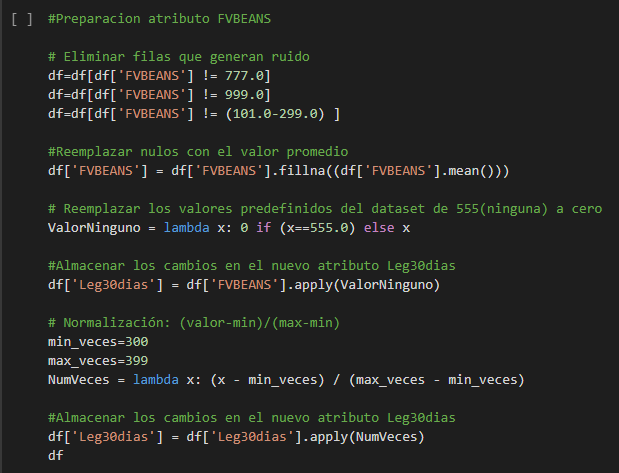 [ ] #Preparacion atributo FVBEANS
# Eliminar filas que generan ruido
df=df[df['FVBEANS'] != 777.0]
df=df[df['FVBEANS'] != 999.0]
df=df[df['FVBEANS'] != (101.0-299.0) ]
#Reemplazar nulos con el valor promedio
df['FVBEANS'] = df['FVBEANS'].fillna((df['FVBEANS'].mean()))
# Reemplazar los valores predefinidos del dataset de 555(ninguna) a cero
ValorNinguno = lambda x: 0 if (x==555.0) else x
#Almacenar los cambios en el nuevo atributo Leg30dias
df['Leg30dias'] = df['FVBEANS'].apply(ValorNinguno)
# Normalización: (valor-min)/(max-min)
min_veces=300
max_veces=399
NumVeces = lambda x: (x - min_veces) / (max_veces - min_veces)
#Almacenar los cambios en el nuevo atributo Leg30dias
df['Leg30dias'] = df['Leg30dias'].apply(NumVeces)
df